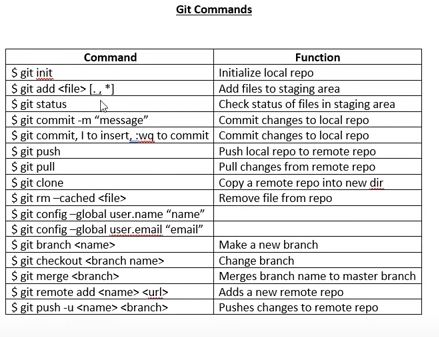 Git Commands
Command Function
$ git init Initialize local repo
$ git add <file> [. , *] Add files to staging area
$ git status Check status of files in staging area
$ git commit -m “message” Commit changes to local repo
$ git commit, I to insert, :wq to commit Commit changes to local repo
$ git push Push local repo to remote repo
$ git pull Pull changes from remote repo
$ git clone Copy a remote repo into new dir
$ git rm –cached <file> Remove file from repo
$ git config –global user.name “name”
$ git config –global user.email “email”
$ git branch <name> Make a new branch
$ git checkout <branch name> Change branch
$ git merge <branch> Merges branch name to master branch
$ git remote add <name> <url> Adds a new remote repo
$ git push -u <name> <branch> Pushes changes to remote repo